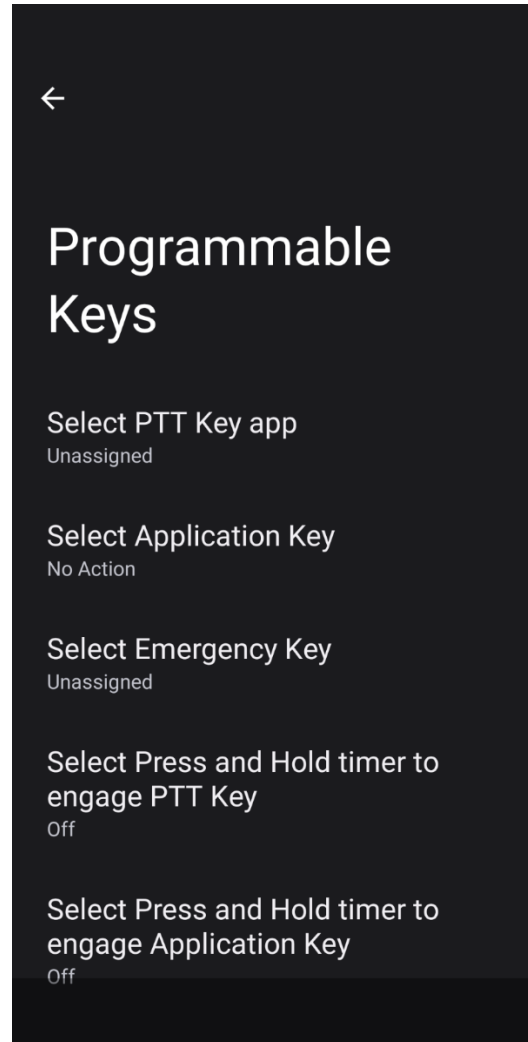 Programmable
Keys
Select PTT Key app
Unassigned
Select Application Key
No Action
Select Emergency Key
Unassigned
Select Press and Hold timer to
engage PTT Key
Off
Select Press and Hold timer to
engage Application Key
Off